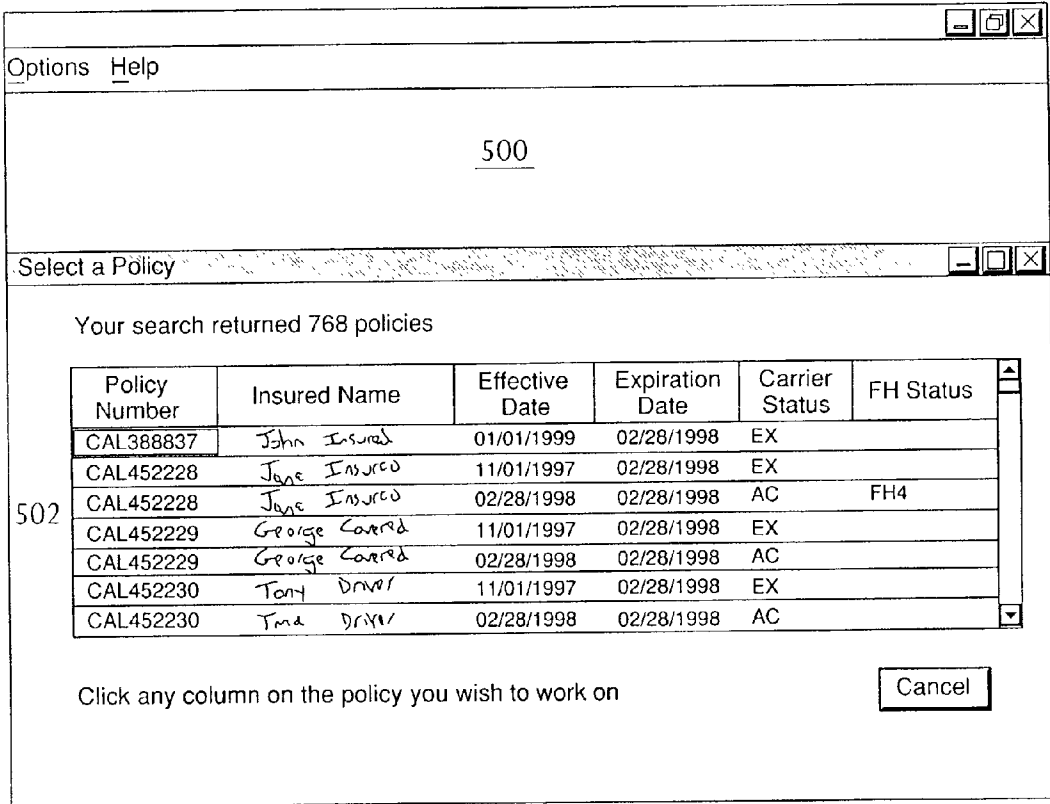 Options Help
500
Select a Policy
Your search returned 768 policies
Policy Number Insured Name Effective Date Expiration Date Carrier Status FH Status
CAL388837 John Insured 01/01/1999 02/28/1998 EX
CAL452228 Jane Insured 11/01/1997 02/28/1998 EX
CAL452228 Jane Insured 02/28/1998 02/28/1998 AC FH4
502
CAL452229 George Covered 11/01/1997 02/28/1998 EX
CAL452229 George Covered 02/28/1998 02/28/1998 AC
CAL452230 Tony Driver 11/01/1997 02/28/1998 EX
CAL452230 Driver 02/28/1998 02/28/1998 AC
Click any column on the policy you wish to work on Cancel